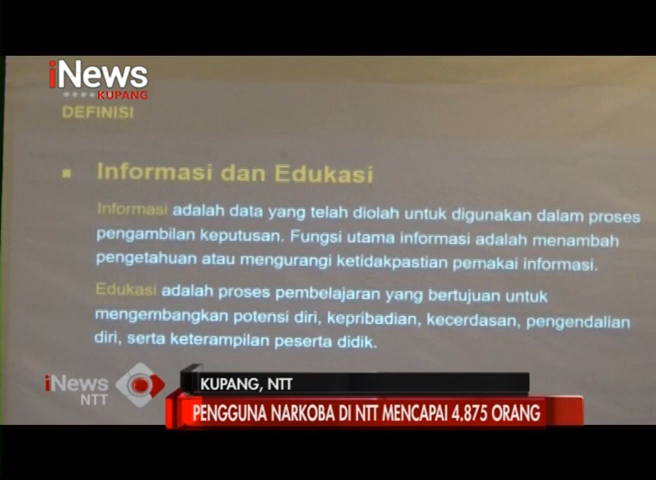 iNews
KUPANG
DEFINISI
Informasi dan Edukasi
Informasi adalah data yang telah diolah untuk digunakan dalam proses
pengambilan keputusan. Fungsi utama informasi adalah menambah
pengetahuan atau mengurangi ketidakpastian pemakai informasi.
Edukasi adalah proses pembelajaran yang bertujuan untuk
mengembangkan potensi diri, kepribadian, kecerdasan, pengendalian
diri, serta keterampilan peserta didik.
iNews
NTT
KUPANG, NTT
PENGGUNA NARKOBA DI NTT MENCAPAI 4.875 ORANG